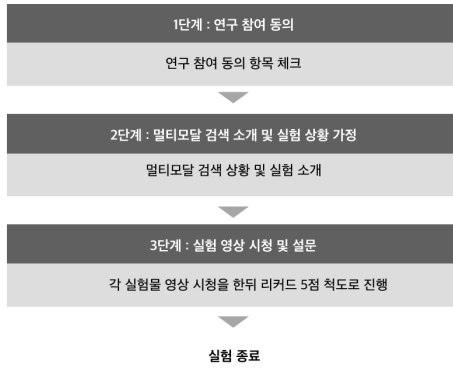 1단계 : 연구 참여 동의
연구 참여 동의 항목 체크
2단계 : 멀티모달 검색 소개 및 실험 상황 가정
멀티모달 검색 상황 및 실험 소개
3단계 : 실험 영상 시청 및 설문
각 실험물 영상 시청을 한뒤 리커드 5점 척도로 진행
실험 종료